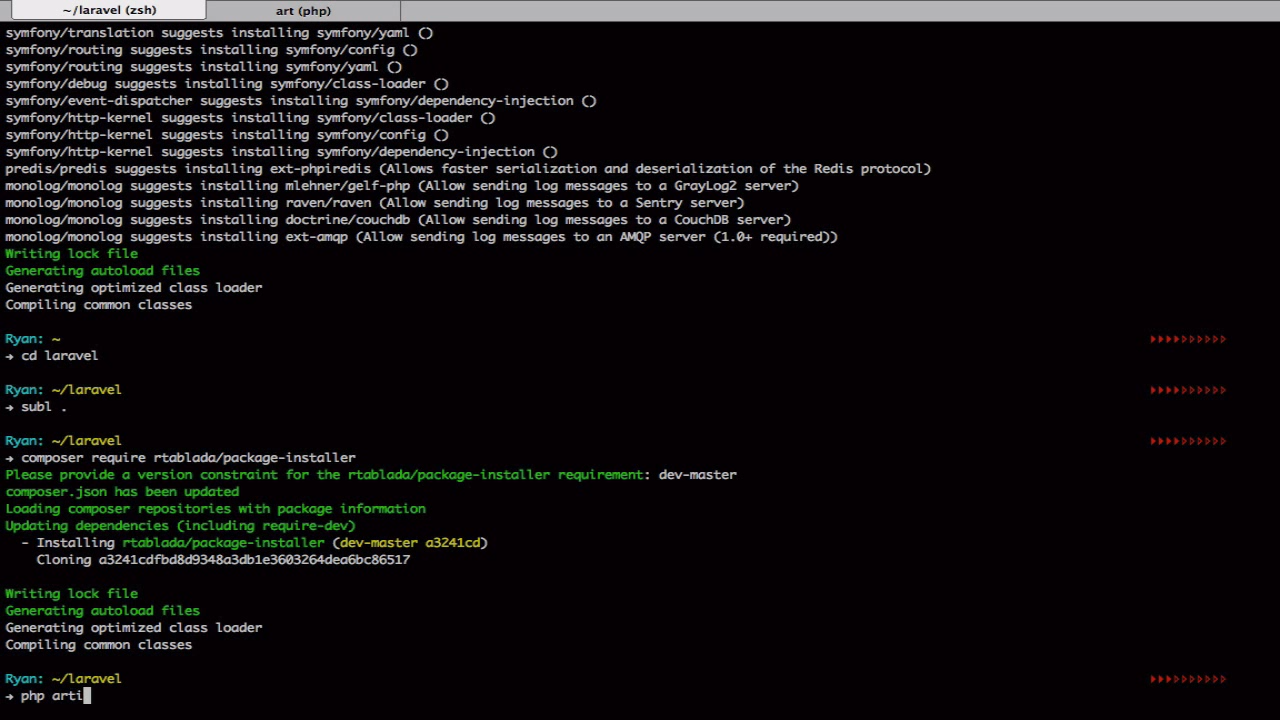 ~/laravel (zsh)
art (php)
symfony/translation suggests installing symfony/yaml ()
symfony/routing suggests installing symfony/config ()
symfony/routing suggests installing symfony/yaml ()
symfony/debug suggests installing symfony/class-loader ()
symfony/event-dispatcher suggests installing symfony/dependency-injection ()
symfony/http-kernel suggests installing symfony/class-loader ()
symfony/http-kernel suggests installing symfony/config ()
symfony/http-kernel suggests installing symfony/dependency-injection ()
predis/predis suggests installing ext-phpiredis (Allows faster serialization and deserialization of the Redis protocol)
monolog/monolog suggests installing mlehner/gelf-php (Allow sending log messages to a GrayLog2 server)
monolog/monolog suggests installing raven/raven (Allow sending log messages to a Sentry server)
monolog/monolog suggests installing doctrine/couchdb (Allow sending log messages to a CouchDB server)
monolog/monolog suggests installing ext-amqp (Allow sending log messages to an AMQP server (1.0+ required))
Writing lock file
Generating autoload files
Generating optimized class loader
Compiling common classes
Ryan: ~
→ cd laravel
Ryan: ~/laravel
→ subl .
Ryan: ~/laravel
→ composer require rtablada/package-installer
Please provide a version constraint for the rtablada/package-installer requirement: dev-master
composer.json has been updated
Loading composer repositories with package information
Updating dependencies (including require-dev)
- Installing rtablada/package-installer (dev-master a3241cd)
Cloning a3241cdfbd8d9348a3db1e3603264dea6bc86517
Writing lock file
Generating autoload files
Generating optimized class loader
Compiling common classes
Ryan: ~/laravel
→ php arti